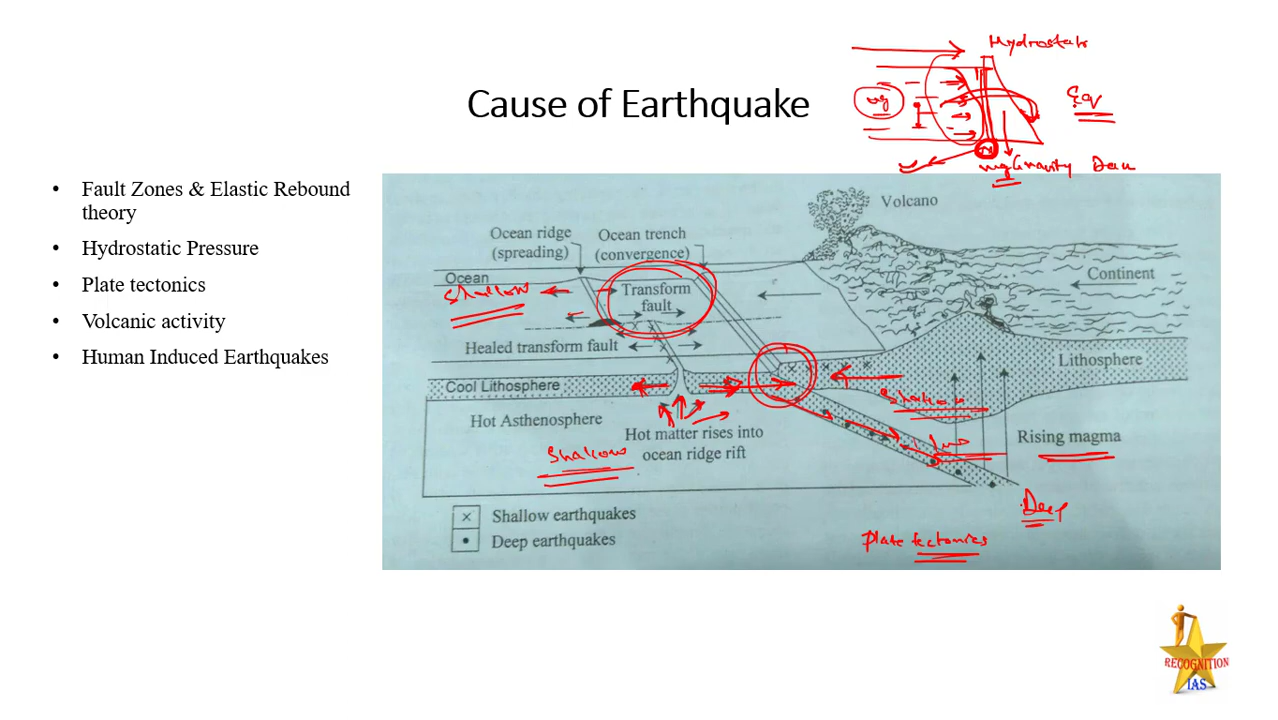 Hydrostatic
Cause of Earthquake
Gravity Dam
• Fault Zones & Elastic Rebound
theory
• Hydrostatic Pressure
• Plate tectonics
• Volcanic activity
• Human Induced Earthquakes
Volcano
Ocean ridge
(spreading)
Ocean trench
(convergence)
Ocean
Continent
Transform
fault
Shallow
Healed transform fault
Lithosphere
Cool Lithosphere
Shallow
Hot Asthenosphere
Hot matter rises into
ocean ridge rift
Shallow
Rising magma
Deep
x Shallow earthquakes
• Deep earthquakes
Plate tectonics
RECOGNITION
IAS